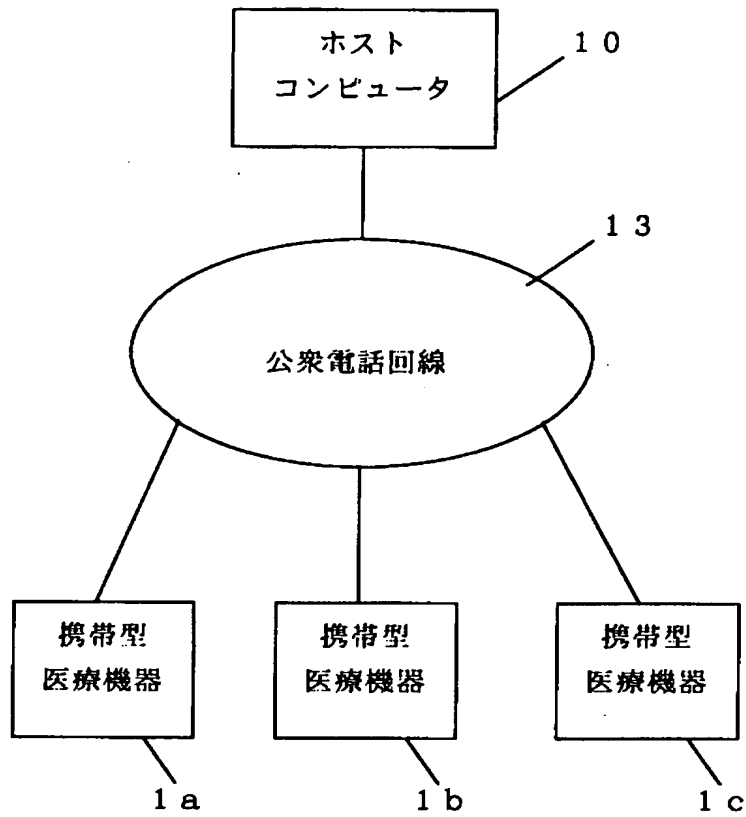 ホスト
コンピュータ
１０
１３
公衆電話回線
携帯型
医療機器
１ａ
携帯型
医療機器
１ｂ
携帯型
医療機器
１ｃ